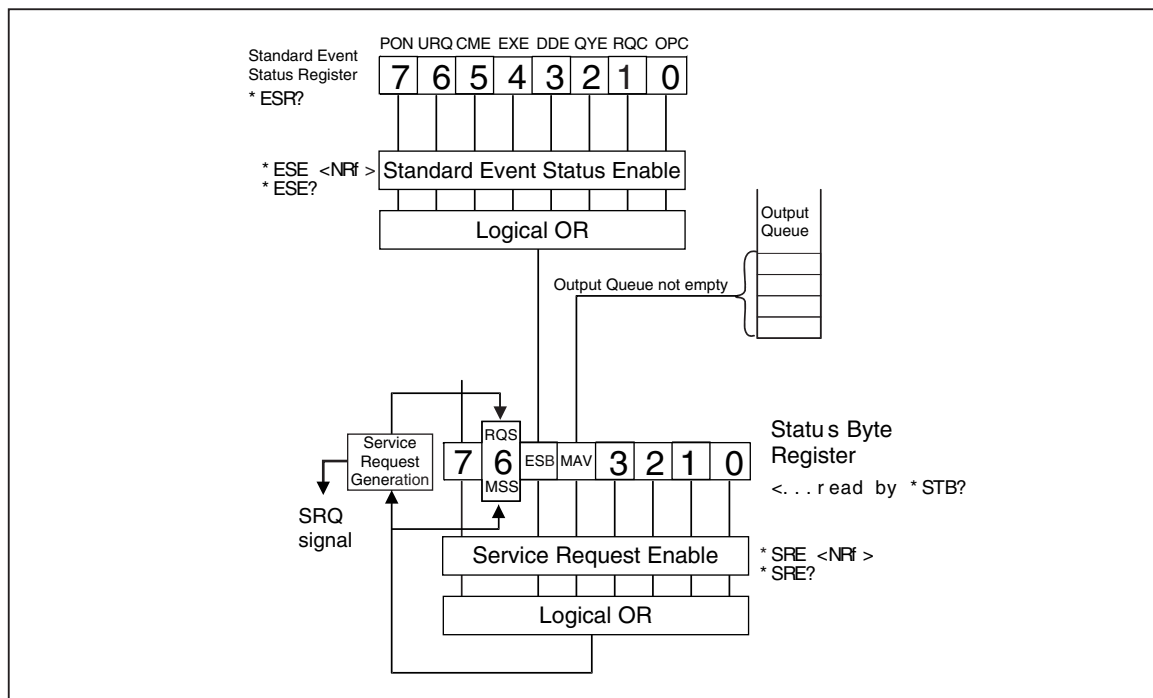 PON URQ CME EXE DDE QYE RQC OPC
Standard Event
Status Register
* ESR?
7 6 5 4 3 2 1 0
* ESE <NRf >
* ESE?
Standard Event Status Enable
Logical OR
Output
Queue
Output Queue not empty
Service
Request
Generation
SRQ
signal
RQS
7 6 ESB MAV 3 2 1 0
MSS
Status Byte
Register
<. . . r ead by * STB?
Service Request Enable
* SRE <NRf >
* SRE?
Logical OR